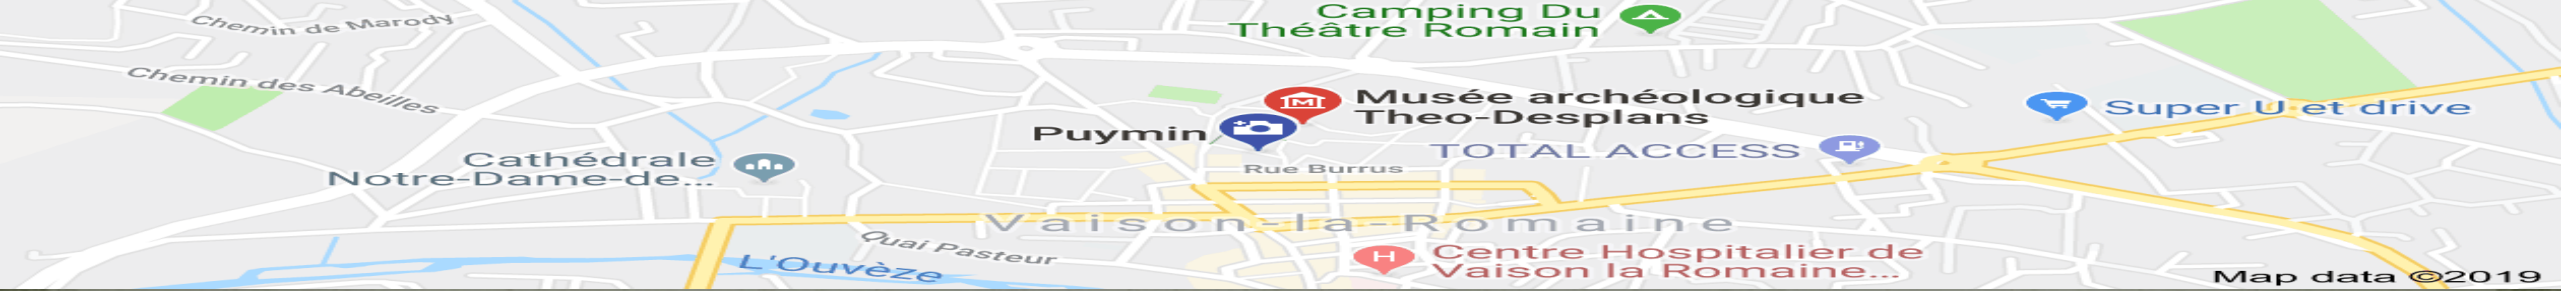 Camping Du
Théâtre Romain
Chemin de Marody
Chemin des Abeilles
Musée archéologique
Theo-Desplans
Super U et drive
Puymin
TOTAL ACCESS
Cathédrale
Notre-Dame-de...
Rue Burrus
Vaison-la-Romaine
Quai Pasteur
Centre Hospitalier de
Vaison la Romaine...
L'Ouvèze
Map data ©2019